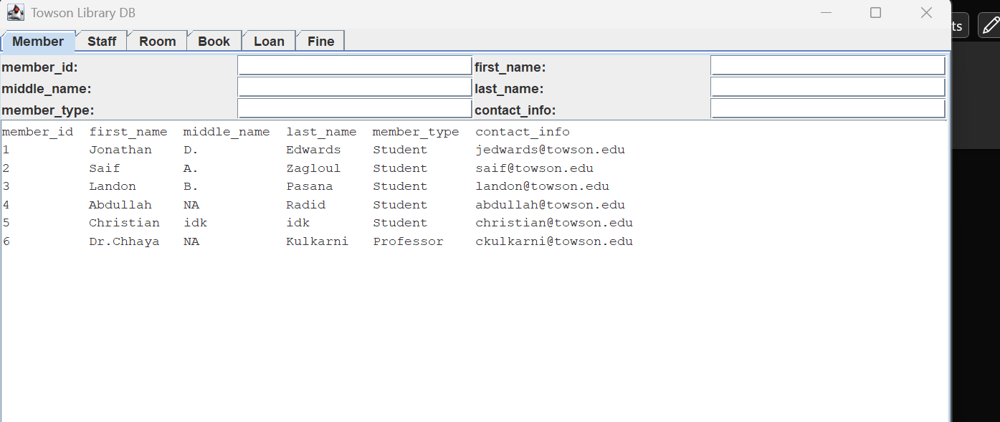 Towson Library DB
ts
Member Staff Room Book Loan Fine
member_id: first_name:
middle_name: last_name:
member_type: contact_info:
member_id first_name middle_name last_name member_type contact_info
1 Jonathan D. Edwards Student jedwards@towson.edu
2 Saif A. Zagloul Student saif@towson.edu
3 Landon B. Pasana Student landon@towson.edu
4 Abdullah NA Radid Student abdullah@towson.edu
5 Christian idk idk Student christian@towson.edu
6 Dr.Chhaya NA Kulkarni Professor ckulkarni@towson.edu